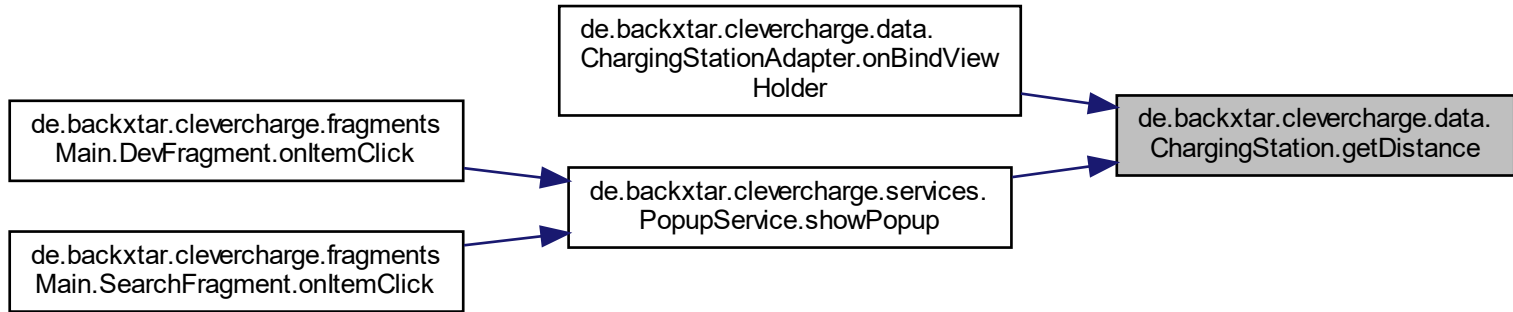 de.backxtar.clevercharge.data.
ChargingStationAdapter.onBindView
Holder
de.backxtar.clevercharge.data.
ChargingStation.getDistance
de.backxtar.clevercharge.fragments
Main.DevFragment.onItemClick
de.backxtar.clevercharge.services.
PopupService.showPopup
de.backxtar.clevercharge.fragments
Main.SearchFragment.onItemClick